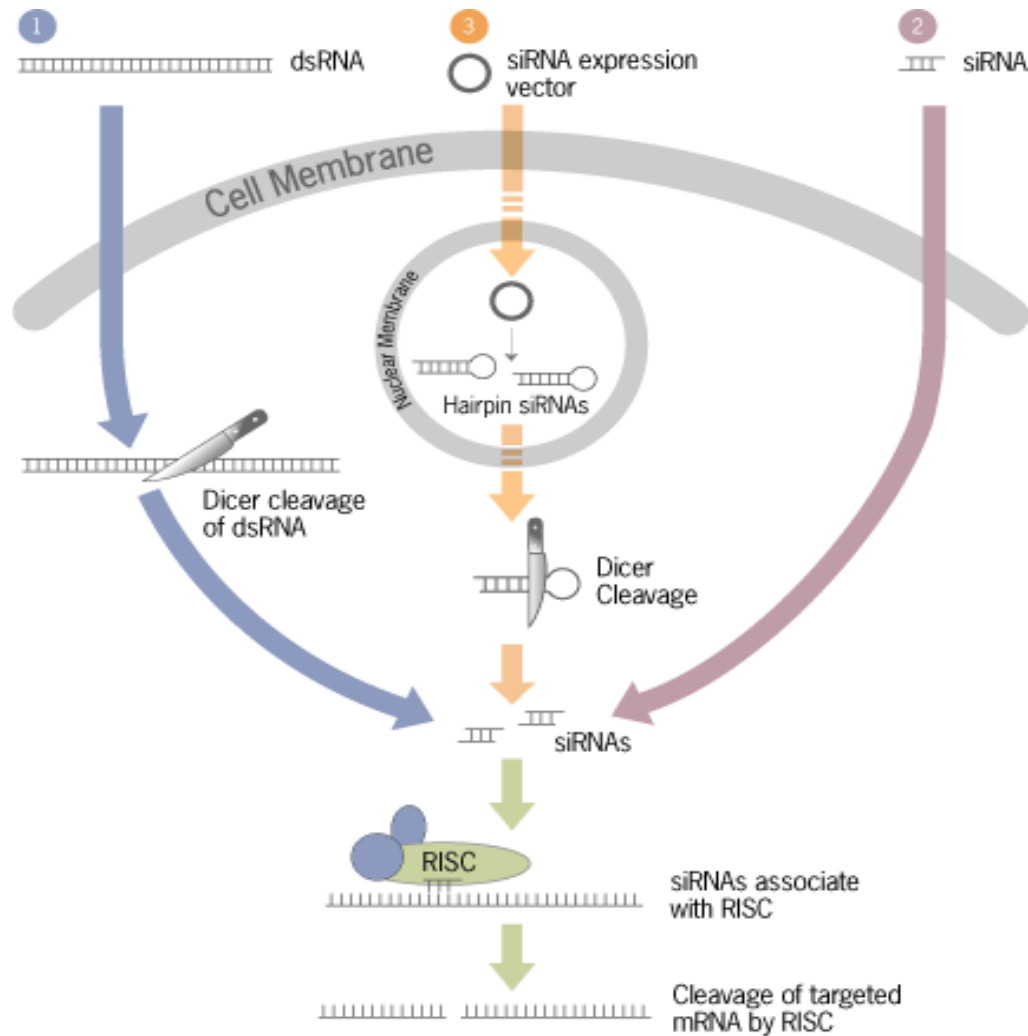 1
3
2
dsRNA
siRNA expression
vector
siRNA
Cell Membrane
Nuclear Membrane
Hairpin siRNAs
Dicer cleavage
of dsRNA
Dicer
Cleavage
siRNAs
RISC
siRNAs associate
with RISC
Cleavage of targeted
mRNA by RISC